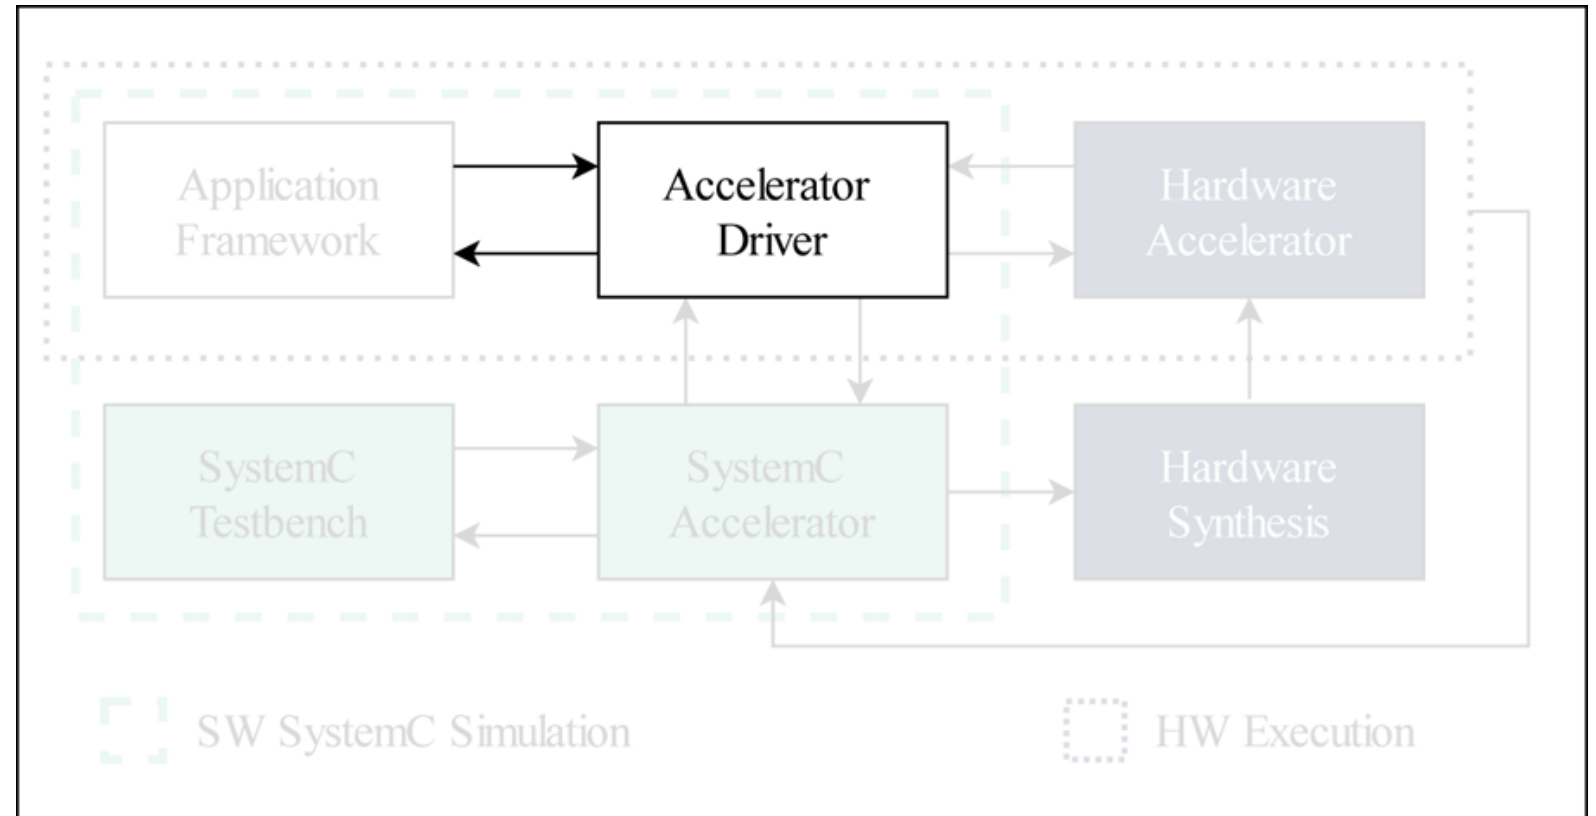 Application
Framework
Accelerator
Driver
Hardware
Accelerator
SystemC
Testbench
SystemC
Accelerator
Hardware
Synthesis
SW SystemC Simulation
HW Execution